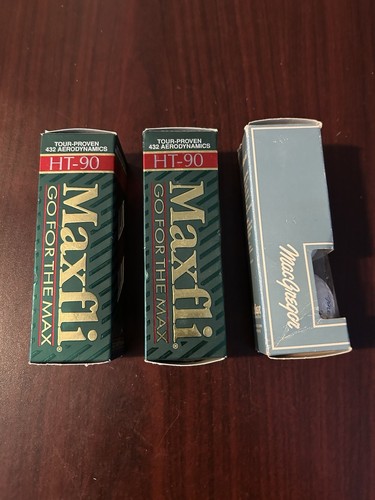 TOUR-PROVEN
432 AERODYNAMICS
HT-90
Maxfli®
GO FOR THE MAX
TOUR-PROVEN
432 AERODYNAMICS
HT-90
Maxfli®
GO FOR THE MAX
MacGregor